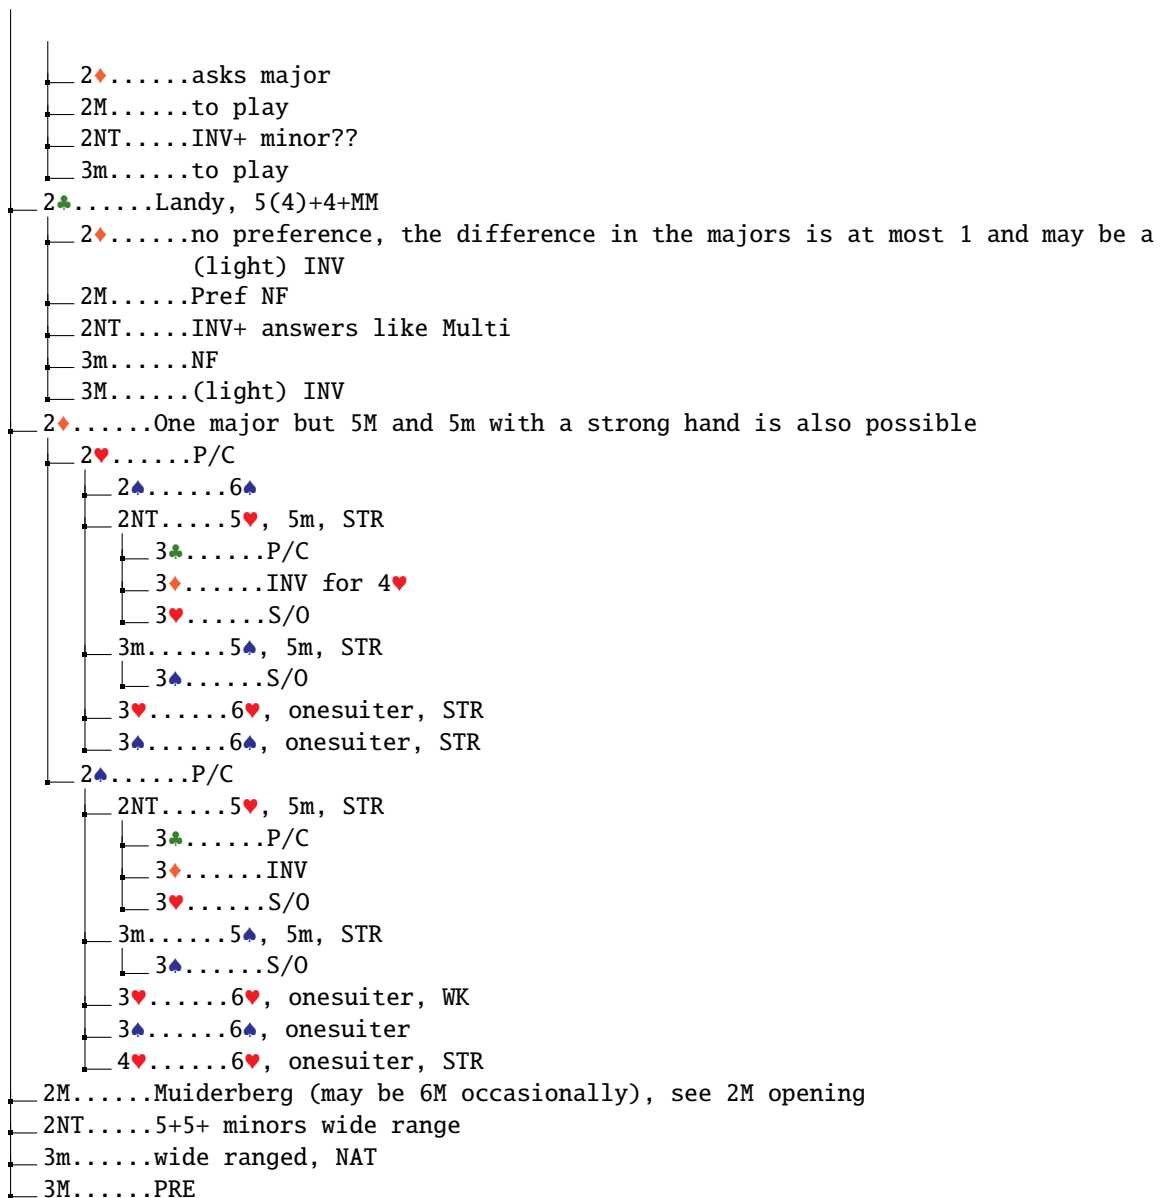 2♦......asks major
2M......to play
2NT.....INV+ minor??
3m......to play
2♣......Landy, 5(4)+4+MM
2♦......no preference, the difference in the majors is at most 1 and may be a
(light) INV
2M......Pref NF
2NT.....INV+ answers like Multi
3m......NF
3M......(light) INV
2♦......One major but 5M and 5m with a strong hand is also possible
2♥......P/C
2♠......6♠
2NT.....5♥, 5m, STR
3♣......P/C
3♦......INV for 4♥
3♥......S/O
3m......5♠, 5m, STR
3♠......S/O
3♥......6♥, onesuiter, STR
3♠......6♠, onesuiter, STR
2♠......P/C
2NT.....5♥, 5m, STR
3♣......P/C
3♦......INV
3♥......S/O
3m......5♠, 5m, STR
3♠......S/O
3♥......6♥, onesuiter, WK
3♠......6♠, onesuiter
4♥......6♥, onesuiter, STR
2M......Muiderberg (may be 6M occasionally), see 2M opening
2NT.....5+5+ minors wide range
3m......wide ranged, NAT
3M......PRE